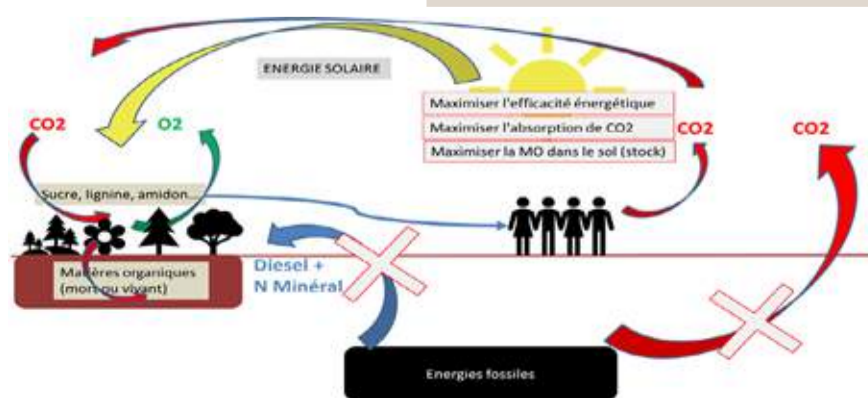 ENERGIE SOLAIRE
Maximiser l'efficacité énergétique
Maximiser l'absorption de CO2
Maximiser la MO dans le sol (stock)
CO2
O2
CO2
CO2
Sucre, lignine, amidon...
Matières organiques
(mort ou vivant)
Diesel +
N Minéral
Energies fossiles